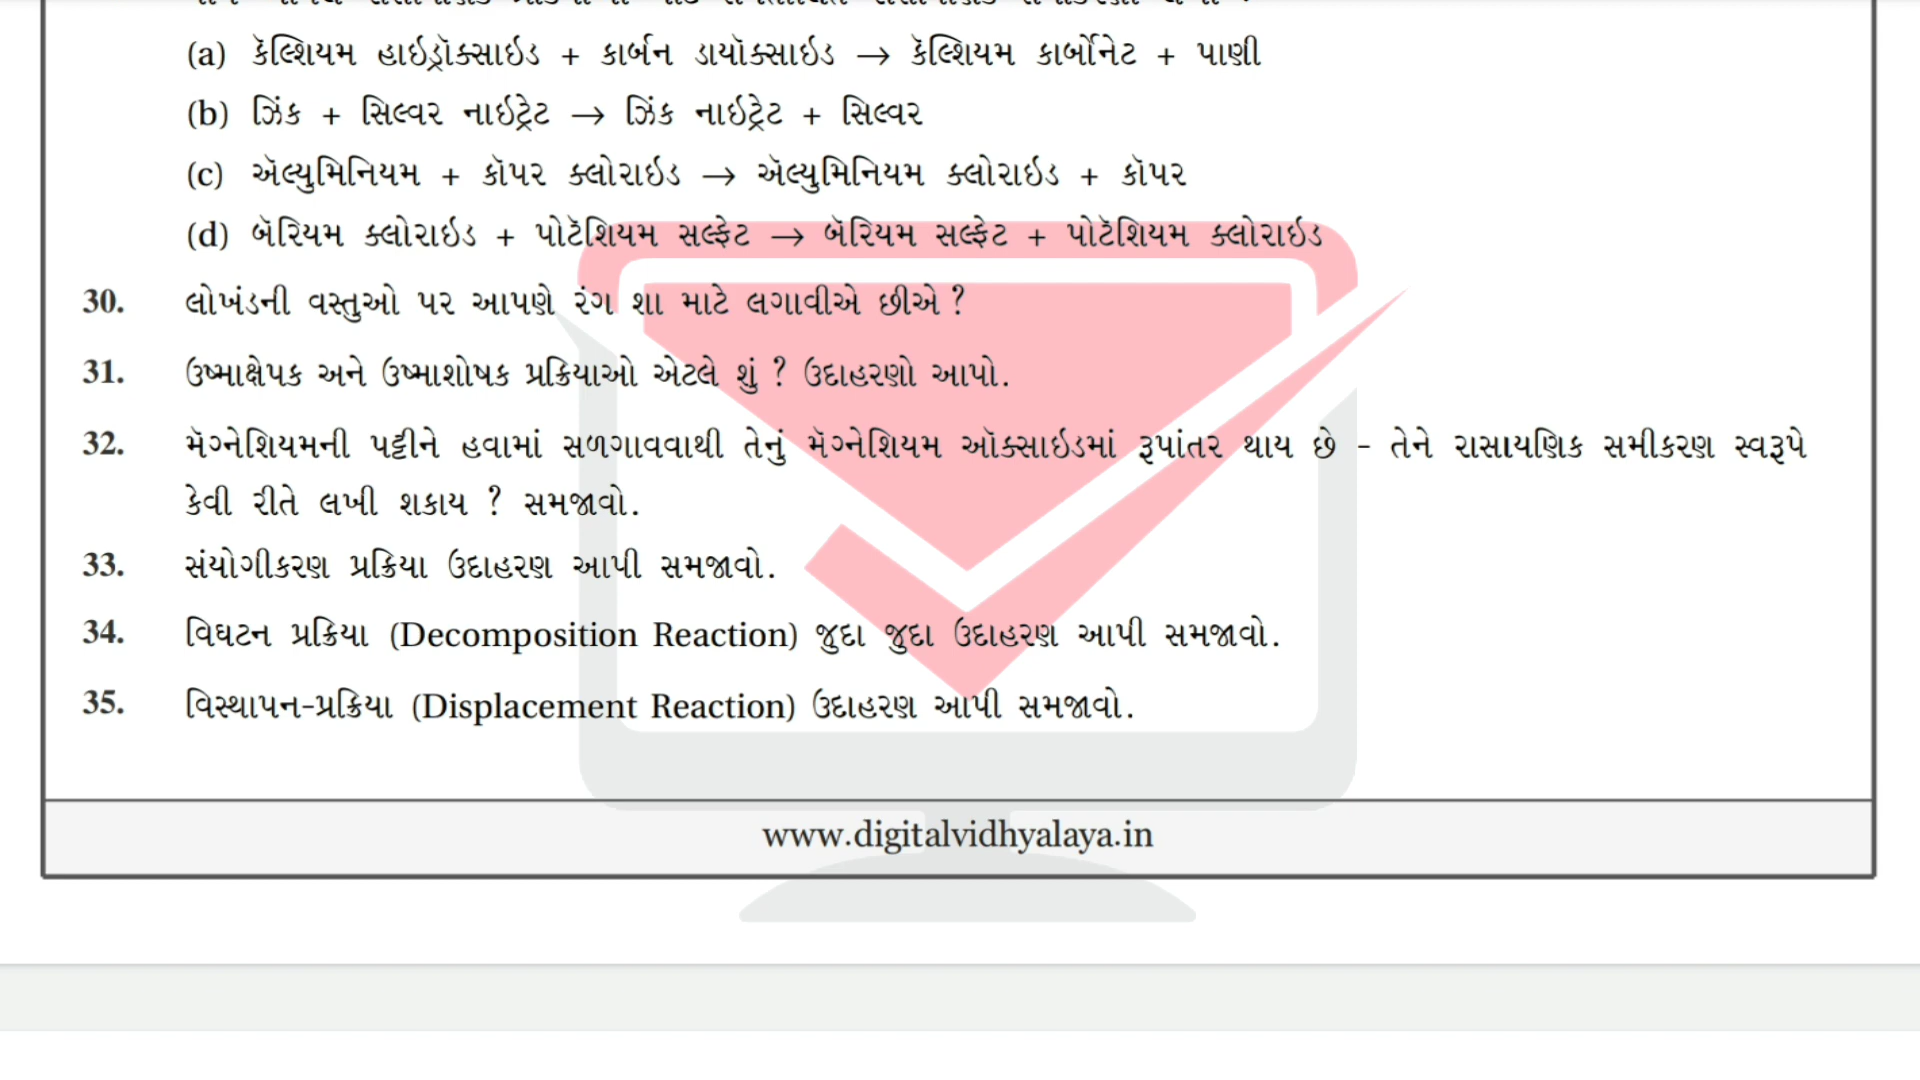 (a) કૅલ્શિયમ હાઇડ્રૉક્સાઇડ + કાર્બન ડાયૉક્સાઇડ → કૅલ્શિયમ કાર્બોનેટ + પાણી
(b) ઝિંક + સિલ્વર નાઇટ્રેટ → ઝિંક નાઇટ્રેટ + સિલ્વર
(c) ઍલ્યુમિનિયમ + કૉપર ક્લોરાઇડ → ઍલ્યુમિનિયમ ક્લોરાઇડ + કૉપર
(d) બૅરિયમ ક્લોરાઇડ + પોટૅશિયમ સલ્ફેટ → બૅરિયમ સલ્ફેટ + પોટૅશિયમ ક્લોરાઇડ
30. લોખંડની વસ્તુઓ પર આપણે રંગ શા માટે લગાવીએ છીએ ?
31. ઉષ્માક્ષેપક અને ઉષ્માશોષક પ્રક્રિયાઓ એટલે શું ? ઉદાહરણો આપો.
32. મૅગ્નેશિયમની પટ્ટીને હવામાં સળગાવવાથી તેનું મૅગ્નેશિયમ ઑક્સાઇડમાં રૂપાંતર થાય છે - તેને રાસાયણિક સમીકરણ સ્વરૂપે
કેવી રીતે લખી શકાય ? સમજાવો.
33. સંયોગીકરણ પ્રક્રિયા ઉદાહરણ આપી સમજાવો.
34. વિઘટન પ્રક્રિયા (Decomposition Reaction) જુદા જુદા ઉદાહરણ આપી સમજાવો.
35. વિસ્થાપન-પ્રક્રિયા (Displacement Reaction) ઉદાહરણ આપી સમજાવો.
www.digitalvidhyalaya.in